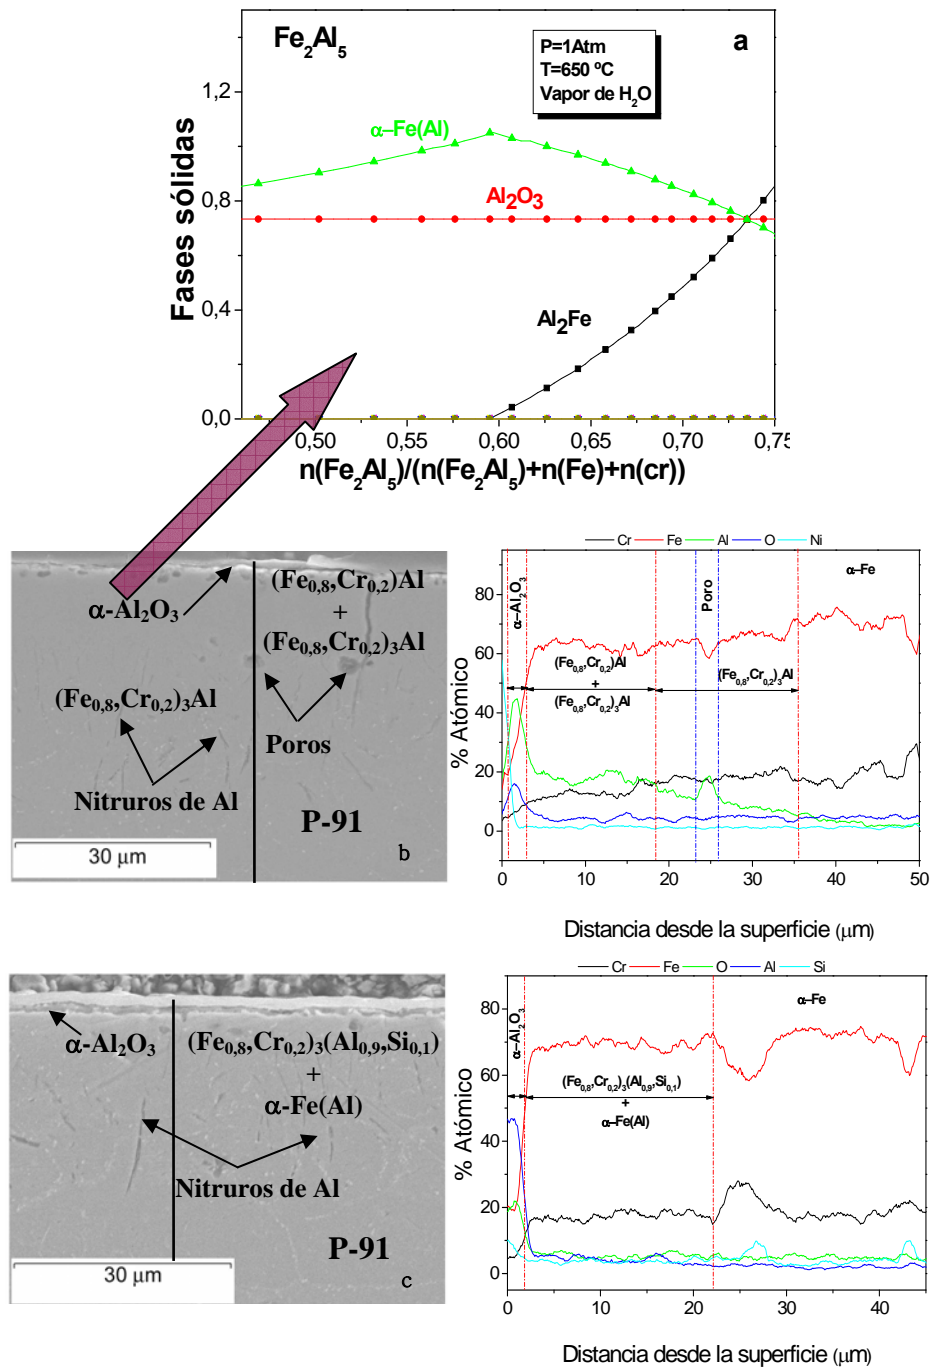 Fe2Al5
a
P=1Atm
T=650 ºC
Vapor de H2O
α–Fe(Al)
Al2O3
Al2Fe
Fases sólidas
1,2
0,8
0,4
0,0
0,50
0,55
0,60
0,65
0,70
0,75
n(Fe2Al5)/(n(Fe2Al5)+n(Fe)+n(cr))
α-Al2O3
(Fe0,8,Cr0,2)Al
+
(Fe0,8,Cr0,2)3Al
(Fe0,8,Cr0,2)3Al
Poros
Nitruros de Al
P-91
30 µm
b
Cr
Fe
Al
O
Ni
α–Al2O3
Poro
α–Fe
(Fe0,8,Cr0,2)Al
+
(Fe0,8,Cr0,2)3Al
(Fe0,8,Cr0,2)3Al
% Atómico
80
60
40
20
0
0
10
20
30
40
50
Distancia desde la superficie (µm)
α-Al2O3
(Fe0,8,Cr0,2)3(Al0,9,Si0,1)
+
α-Fe(Al)
Nitruros de Al
P-91
30 µm
c
Cr
Fe
O
Al
Si
α–Al2O3
α–Fe
(Fe0,8,Cr0,2)3(Al0,9,Si0,1)
+
α–Fe(Al)
% Atómico
80
60
40
20
0
0
10
20
30
40
Distancia desde la superficie (µm)